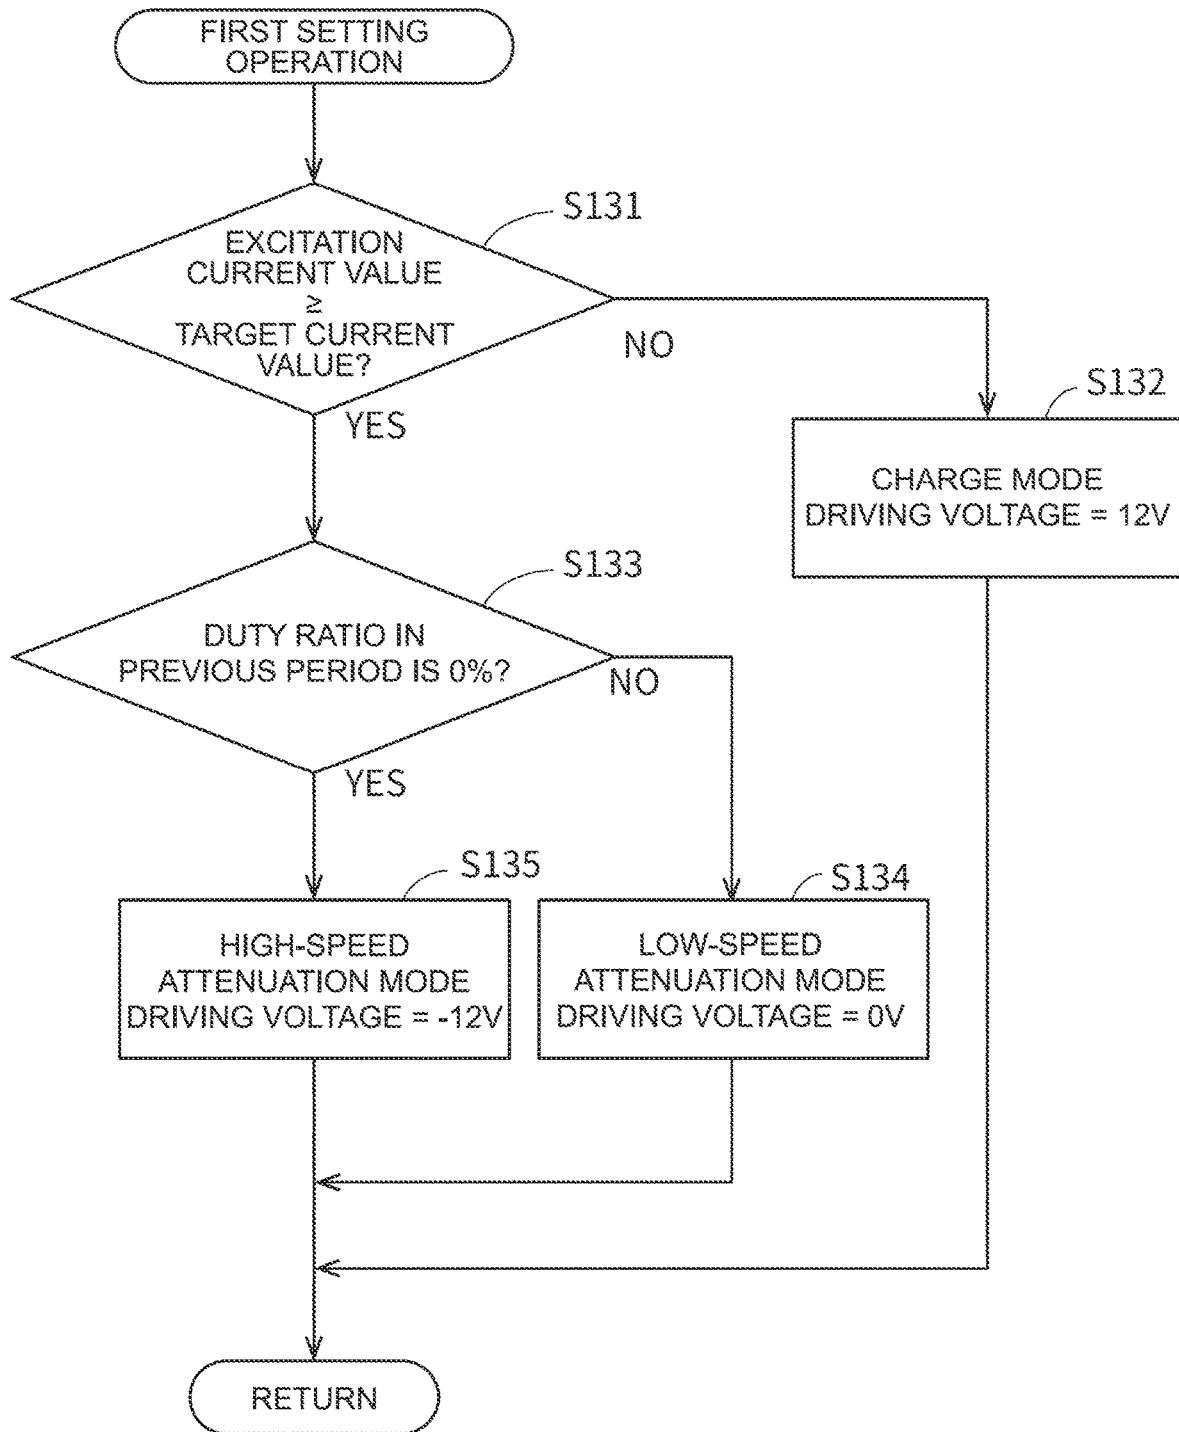 FIRST SETTING
OPERATION
S131
EXCITATION
CURRENT VALUE
≥
TARGET CURRENT
VALUE?
NO
YES
S132
CHARGE MODE
DRIVING VOLTAGE = 12V
S133
DUTY RATIO IN
PREVIOUS PERIOD IS 0%?
NO
YES
S135
HIGH-SPEED
ATTENUATION MODE
DRIVING VOLTAGE = -12V
S134
LOW-SPEED
ATTENUATION MODE
DRIVING VOLTAGE = 0V
RETURN